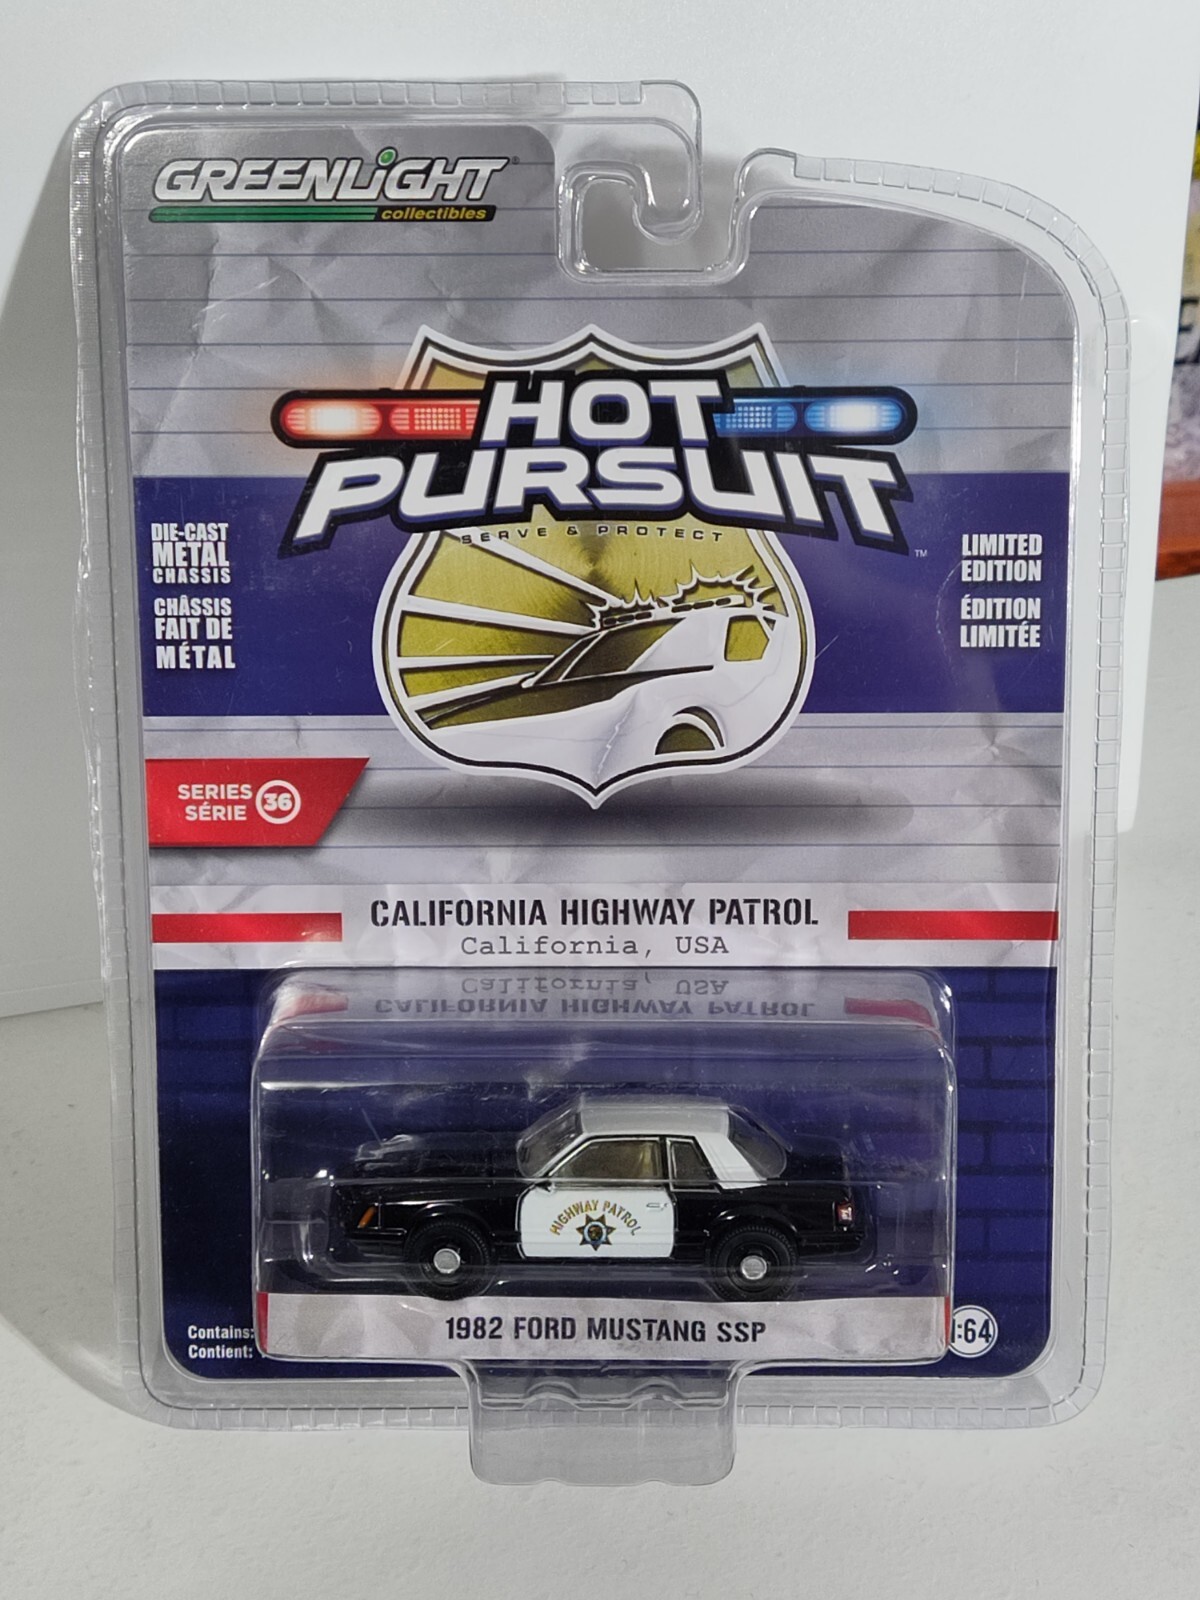 GREENLiGHT®
collectibles
HOT
PURSUIT
SERVE & PROTECT
TM
DIE-CAST
METAL
CHASSIS
CHÂSSIS
FAIT DE
MÉTAL
LIMITED
EDITION
ÉDITION
LIMITÉE
SERIES
SÉRIE
36
CALIFORNIA HIGHWAY PATROL
California, USA
HIGHWAY PATROL
1982 FORD MUSTANG SSP
Contains:
Contient:
1:64